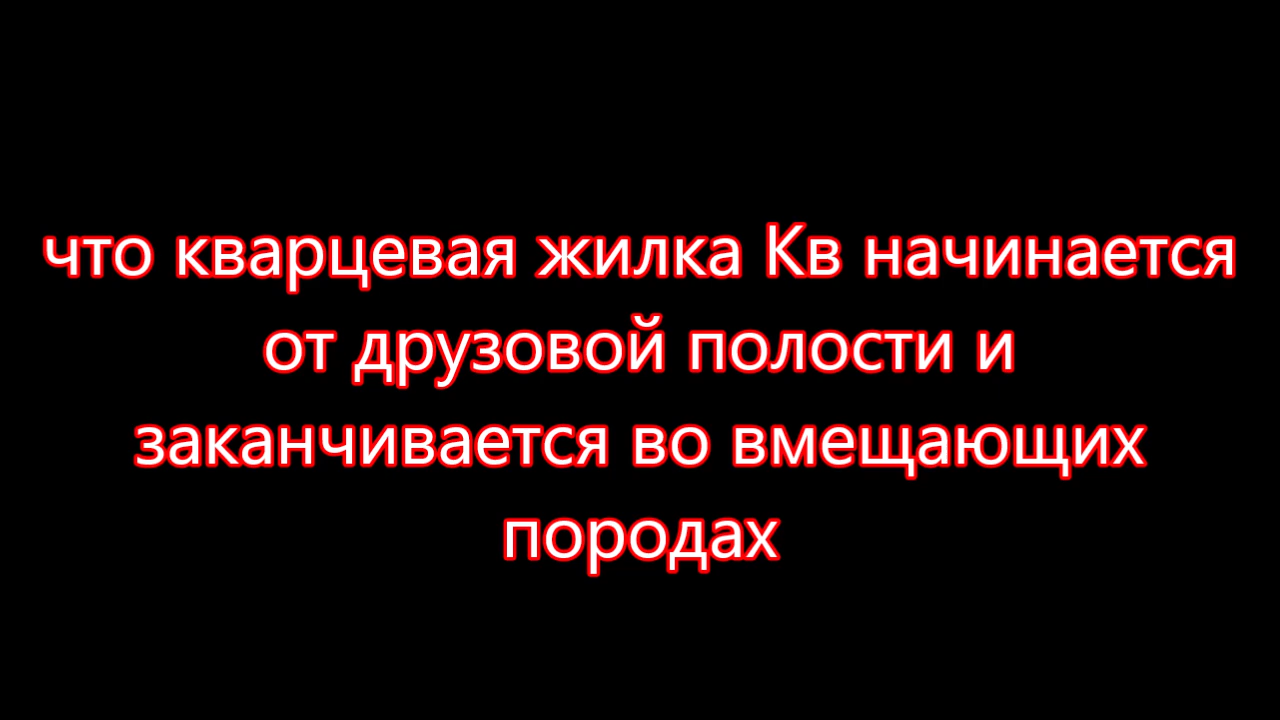 что кварцевая жилка Кв начинается
от друзовой полости и
заканчивается во вмещающих
породах